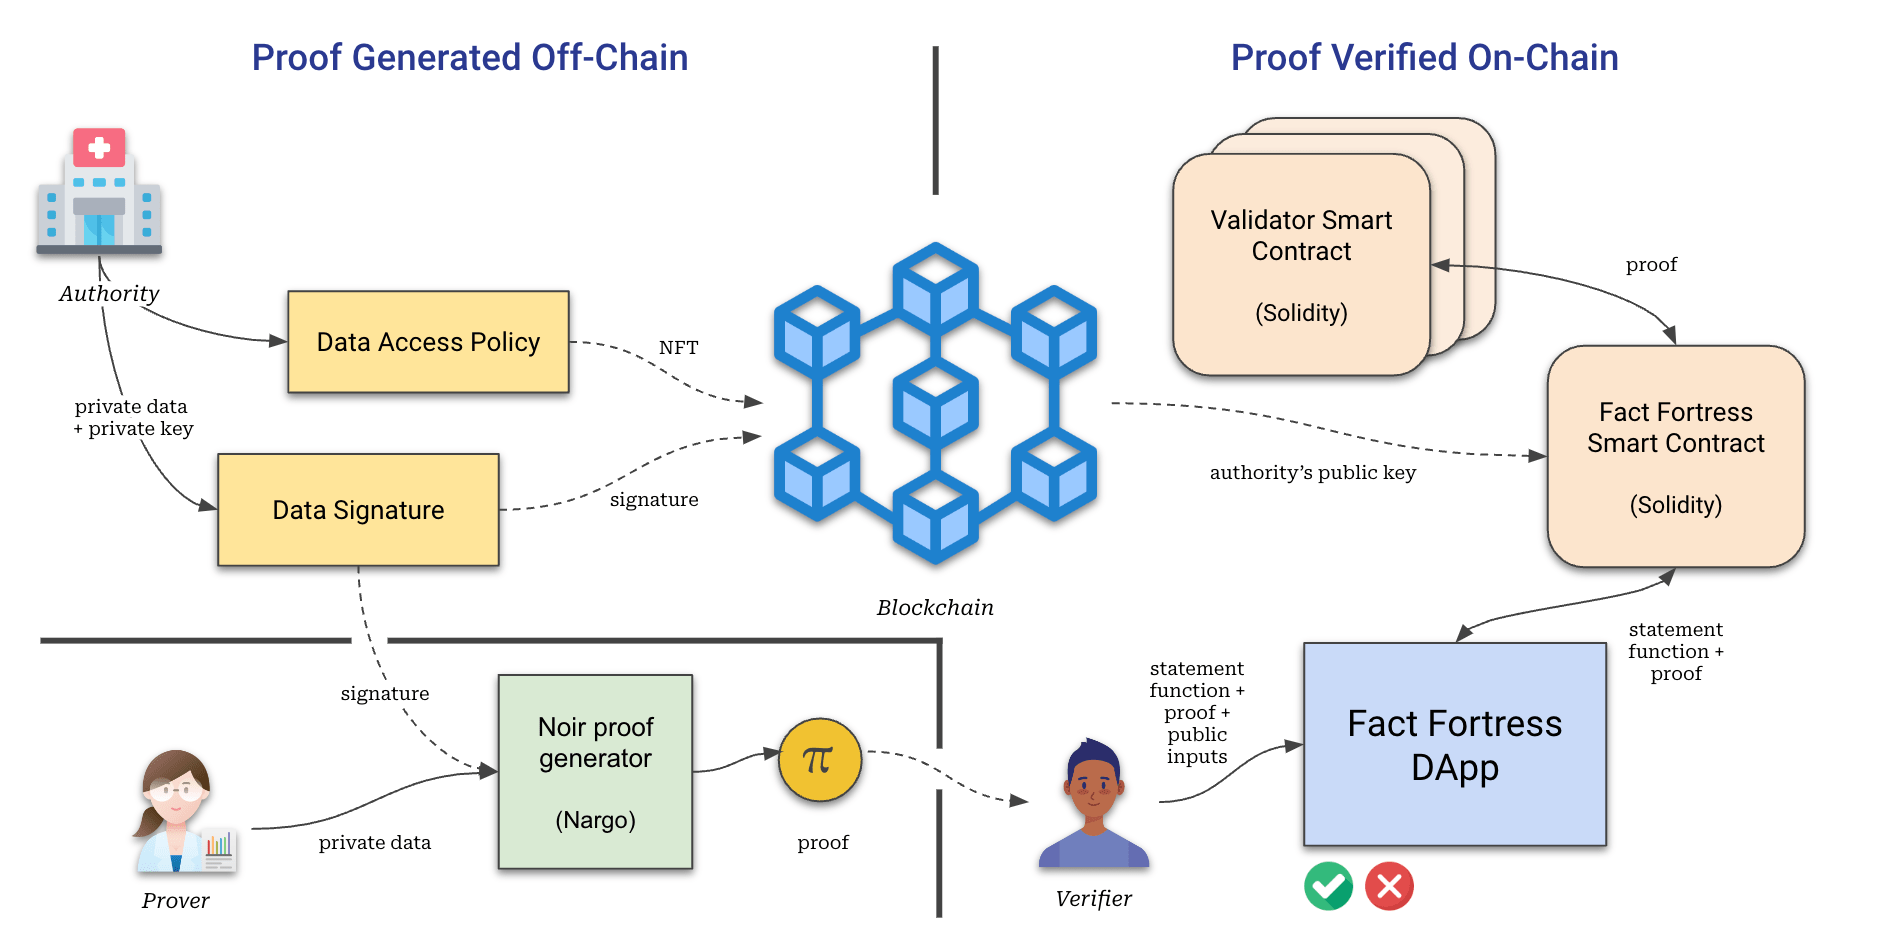 Proof Generated Off-Chain
Proof Verified On-Chain
Authority
Data Access Policy
NFT
private data
+ private key
Data Signature
signature
Blockchain
Validator Smart
Contract
(Solidity)
proof
authority's public key
Fact Fortress
Smart Contract
(Solidity)
statement
function +
proof
signature
Prover
private data
Noir proof
generator
(Nargo)
π
proof
Verifier
statement
function +
proof +
public
inputs
Fact Fortress
DApp